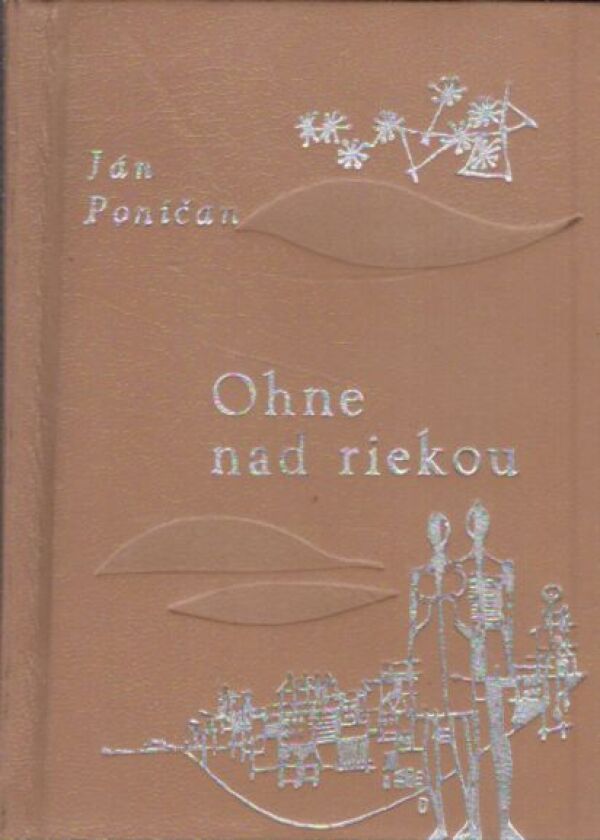 Ján
Poničan
Ohne
nad riekou